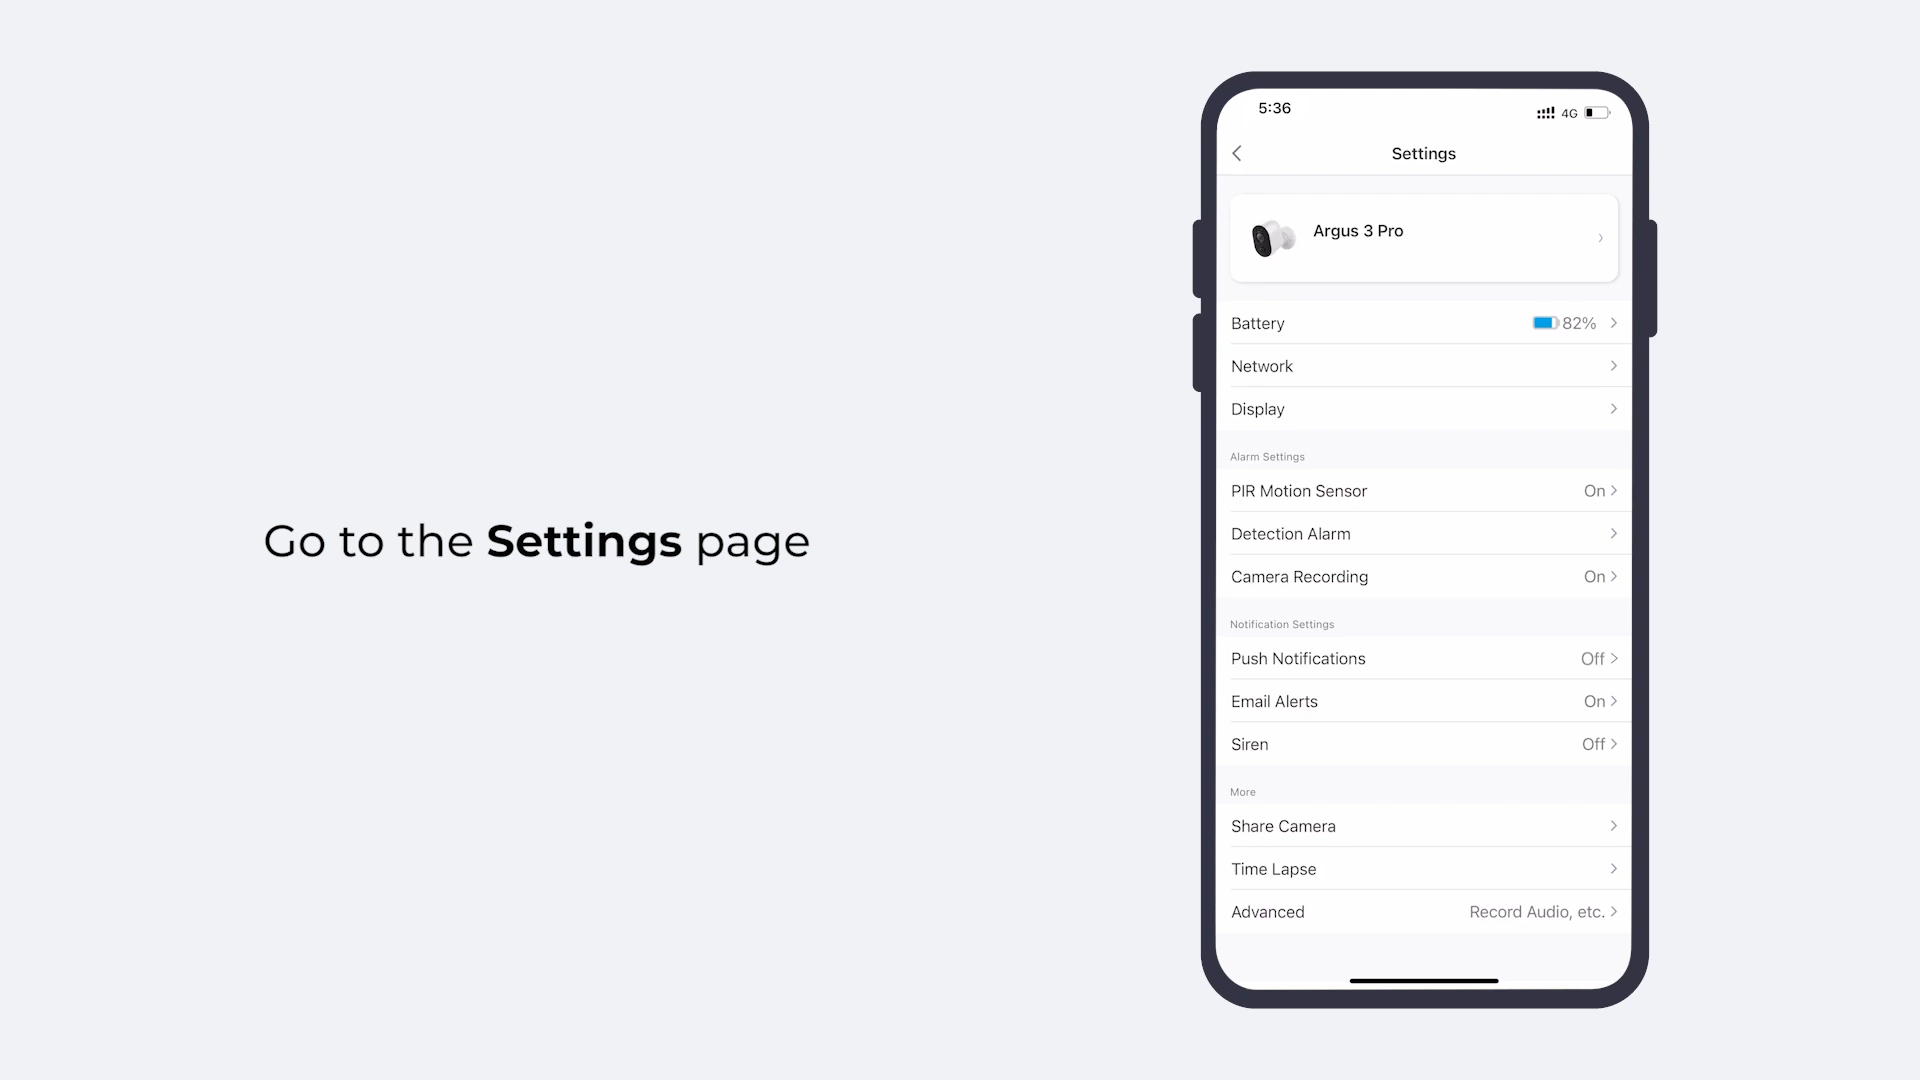 Go to the Settings page
5:36
4G
Settings
Argus 3 Pro
Battery 82%
Network
Display
Alarm Settings
PIR Motion Sensor On
Detection Alarm
Camera Recording On
Notification Settings
Push Notifications Off
Email Alerts On
Siren Off
More
Share Camera
Time Lapse
Advanced Record Audio, etc.